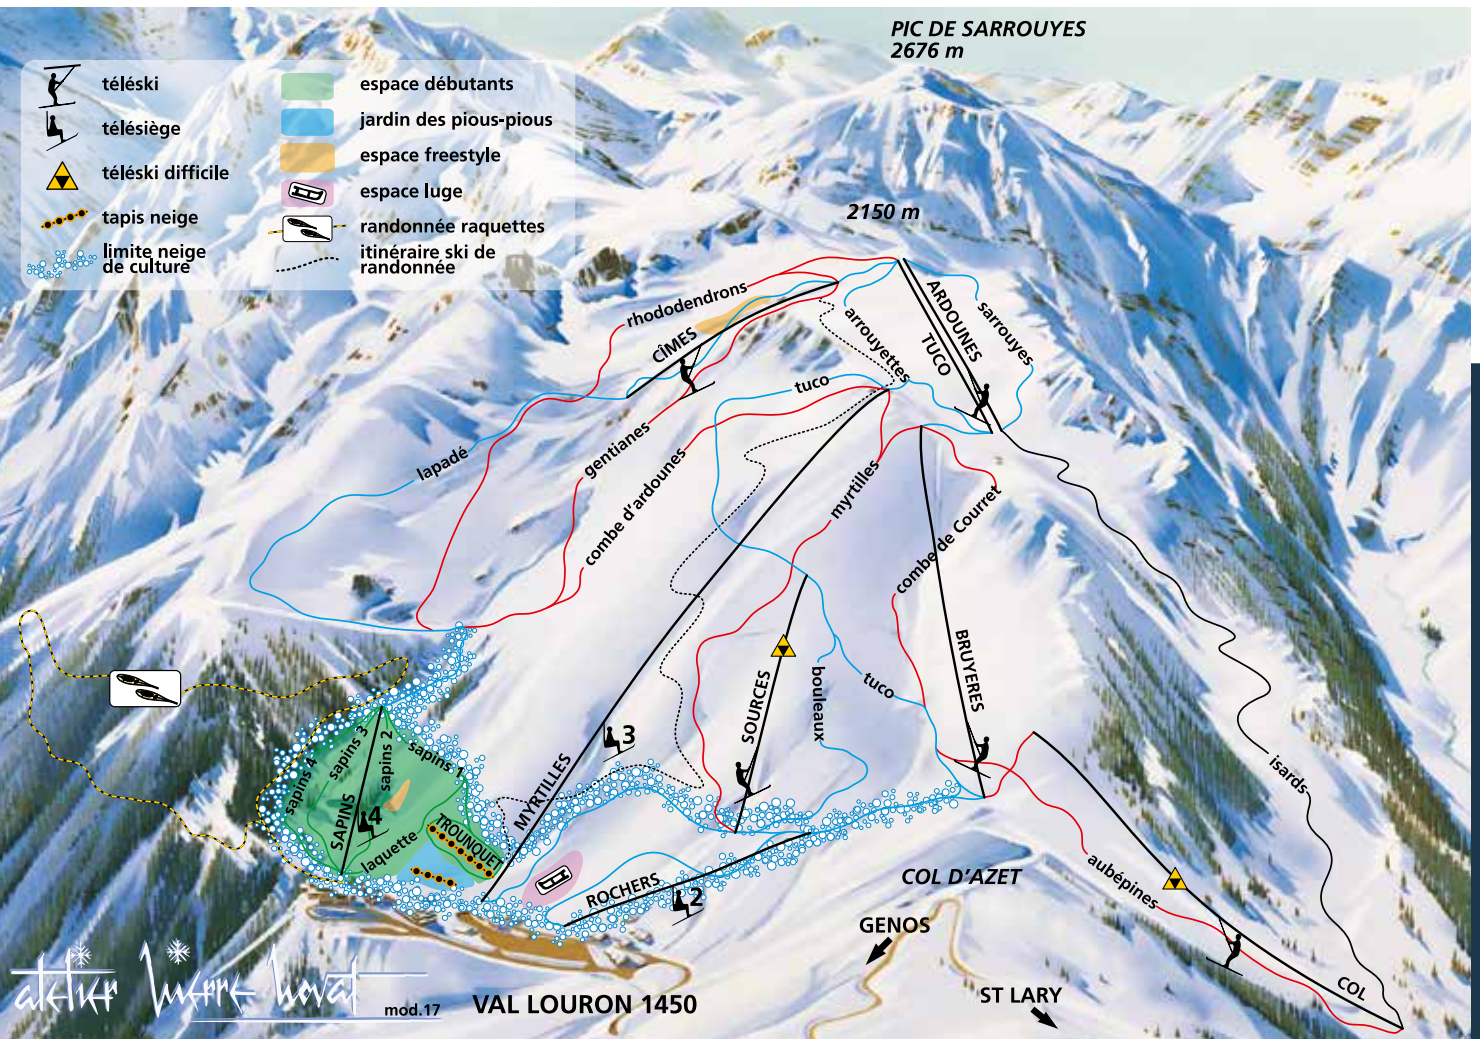 PIC DE SARROUYES
2676 m
téléski
télésiège
téléski difficile
tapis neige
limite neige
de culture
espace débutants
jardin des pious-pious
espace freestyle
espace luge
randonnée raquettes
itinéraire ski de
randonnée
2150 m
rhododendrons
CÎMES
arrouyettes
ARDOUNES
TUCO
sarrouyes
tuco
lapadé
gentianes
combe d'ardounes
myrtilles
combe de Courret
BRUYERES
SOURCES
bouleaux
tuco
isards
MYRTILLES
3
sapins 4
sapins 3
sapins 2
sapins 1
SAPINS
4
laquette
TROUNQUET
ROCHERS
2
COL D'AZET
aubépines
COL
GENOS
ST LARY
atelier Pierre Novat
mod.17
VAL LOURON 1450